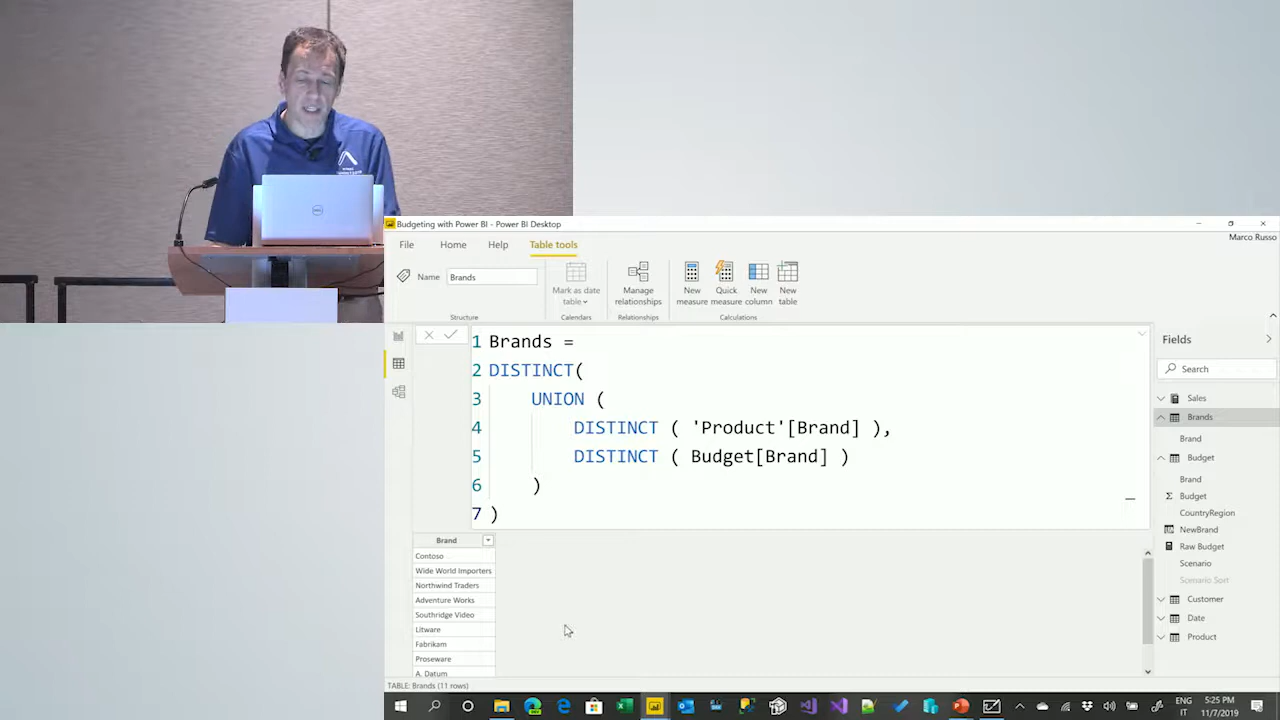 DELL
Budgeting with Power BI - Power BI Desktop
Marco Russo
File Home Help Table tools
Name Brands
Mark as date table
Manage relationships
New measure
Quick measure
New column
New table
Structure Calendars Relationships Calculations
1 Brands =
2 DISTINCT(
3 UNION (
4 DISTINCT ( 'Product'[Brand] ),
5 DISTINCT ( Budget[Brand] )
6 )
7 )
Brand
Contoso
Wide World Importers
Northwind Traders
Adventure Works
Southridge Video
Litware
Fabrikam
Proseware
A. Datum
TABLE: Brands (11 rows)
Fields
Search
Sales
Brands
Brand
Budget
Brand
Budget
CountryRegion
NewBrand
Raw Budget
Scenario
Scenario Sort
Customer
Date
Product
ENG
IT
5:25 PM
11/7/2019